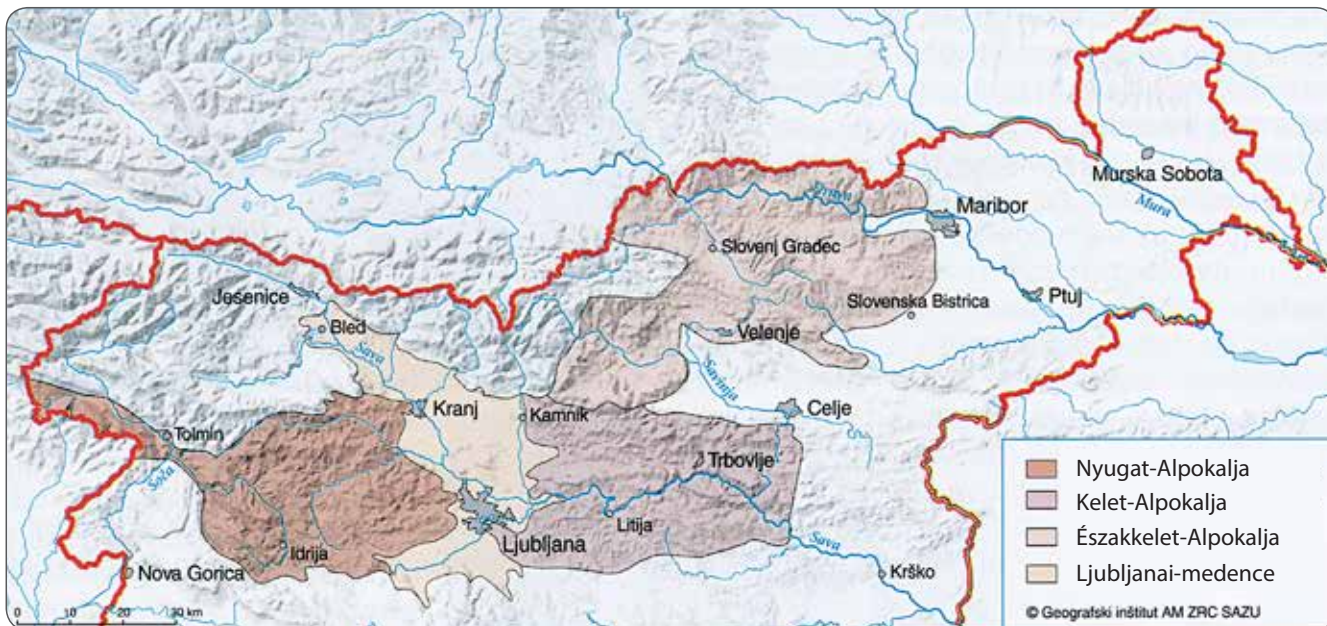 Murska Sobota
Mura
Drava
Maribor
Slovenj Gradec
Jesenice
Slovenska Bistrica
Ptuj
Bled
Velenje
Sava
Savinja
Kranj
Kamnik
Celje
Tolmin
Trbovlje
Soča
Litija
Idrija
Ljubljana
Sava
Nova Gorica
Krško
0 10 20 30 km
Nyugat-Alpokalja
Kelet-Alpokalja
Északkelet-Alpokalja
Ljubljanai-medence
© Geografski inštitut AM ZRC SAZU